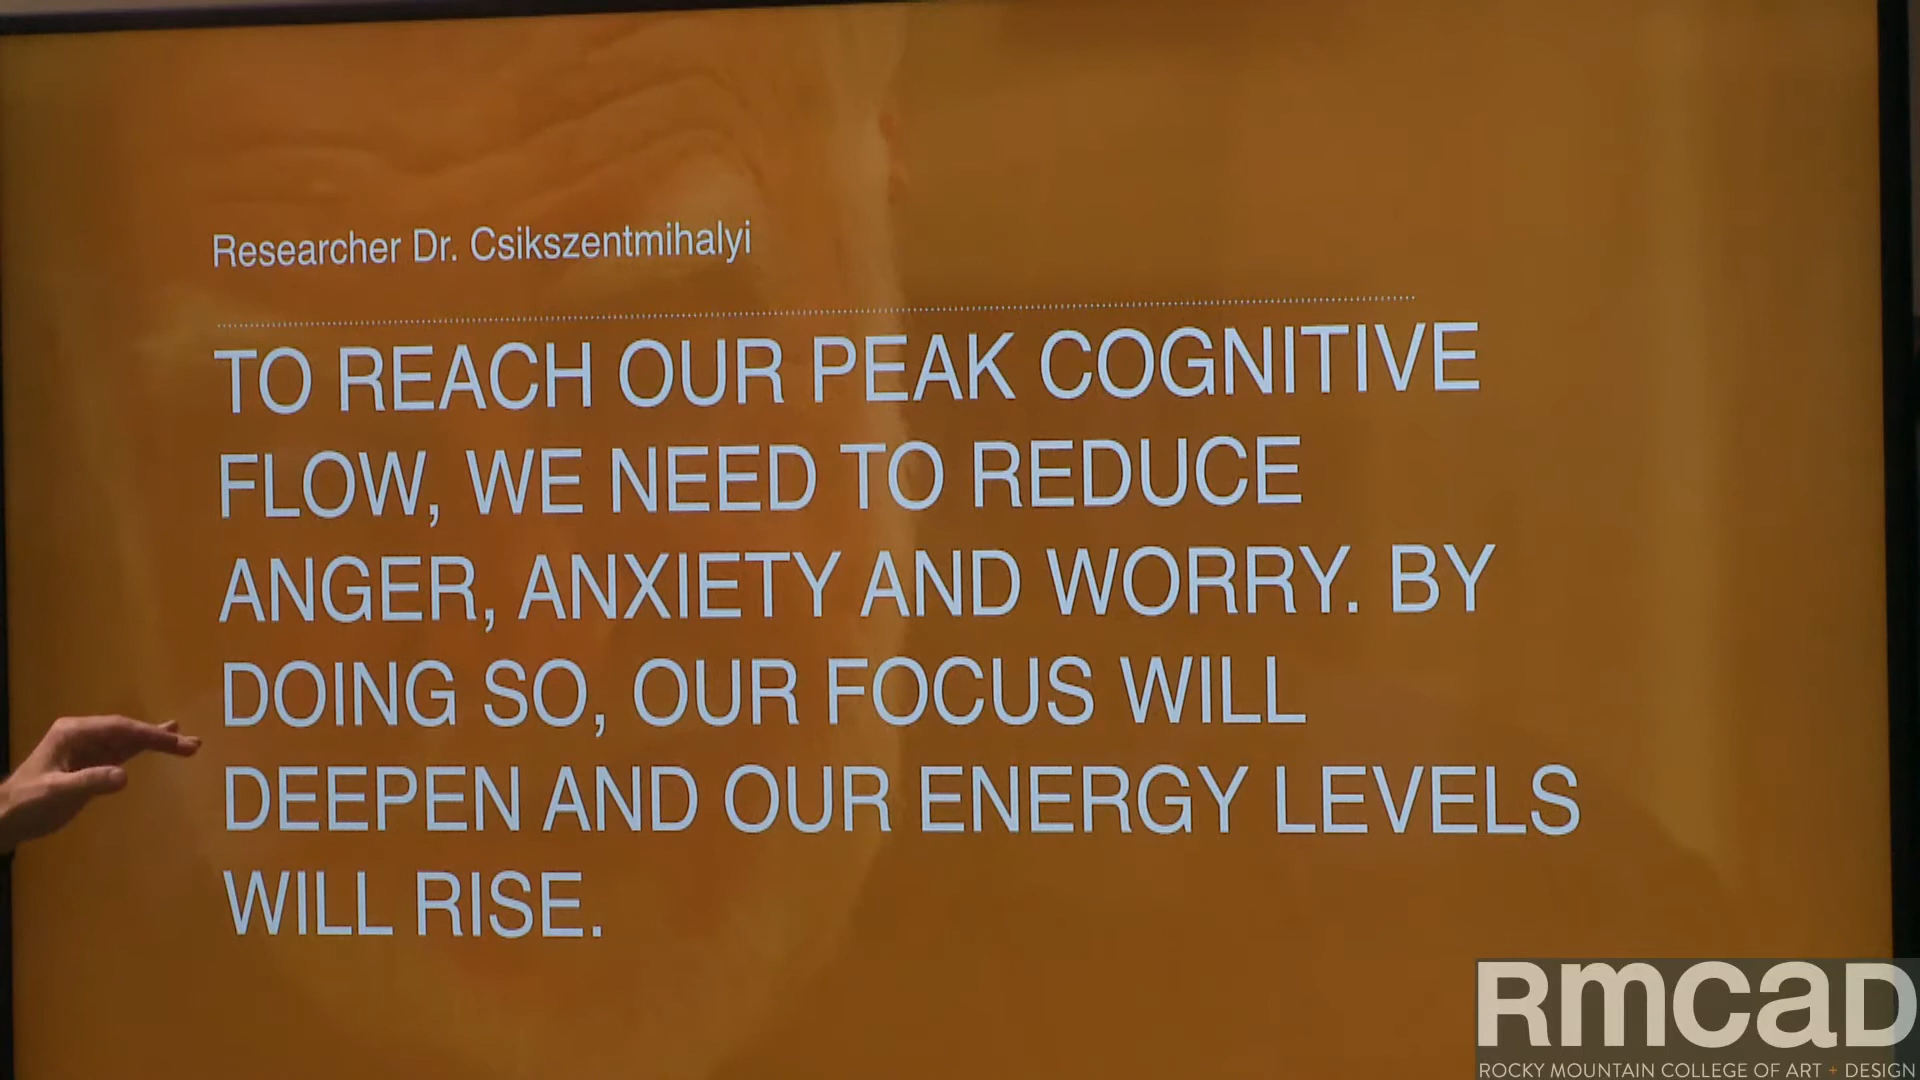 Researcher Dr. Csikszentmihalyi
TO REACH OUR PEAK COGNITIVE
FLOW, WE NEED TO REDUCE
ANGER, ANXIETY AND WORRY. BY
DOING SO, OUR FOCUS WILL
DEEPEN AND OUR ENERGY LEVELS
WILL RISE.
RmcaD
ROCKY MOUNTAIN COLLEGE OF ART + DESIGN